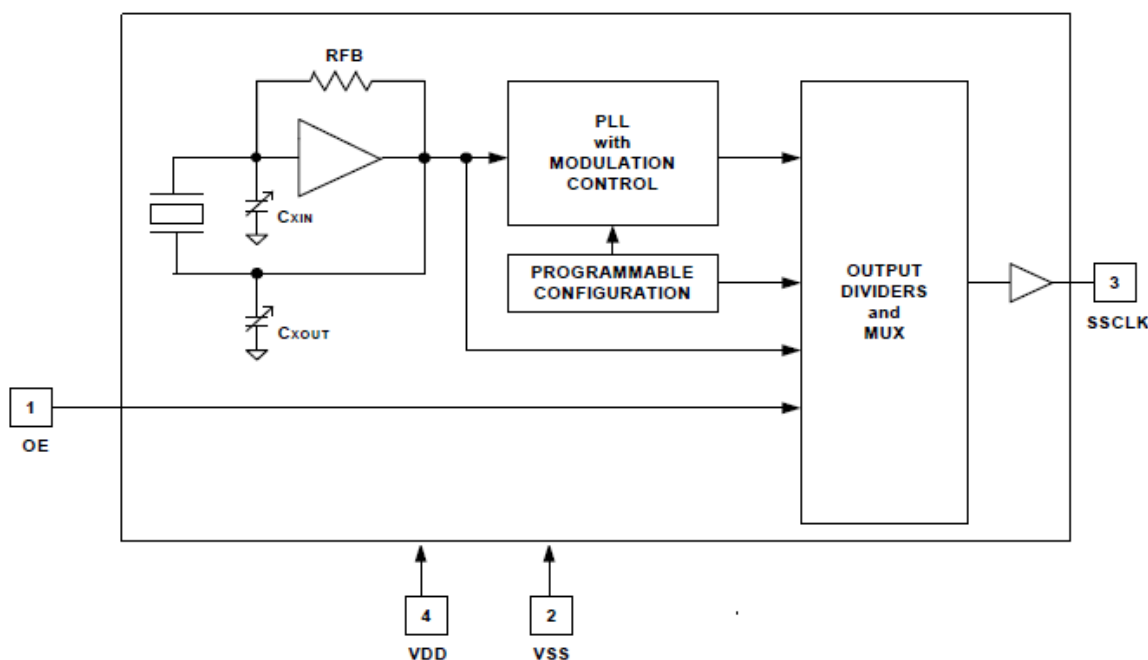 RFB
PLL
with
MODULATION
CONTROL
CXIN
PROGRAMMABLE
CONFIGURATION
OUTPUT
DIVIDERS
and
MUX
3
SSCLK
CXOUT
1
OE
4
VDD
2
VSS